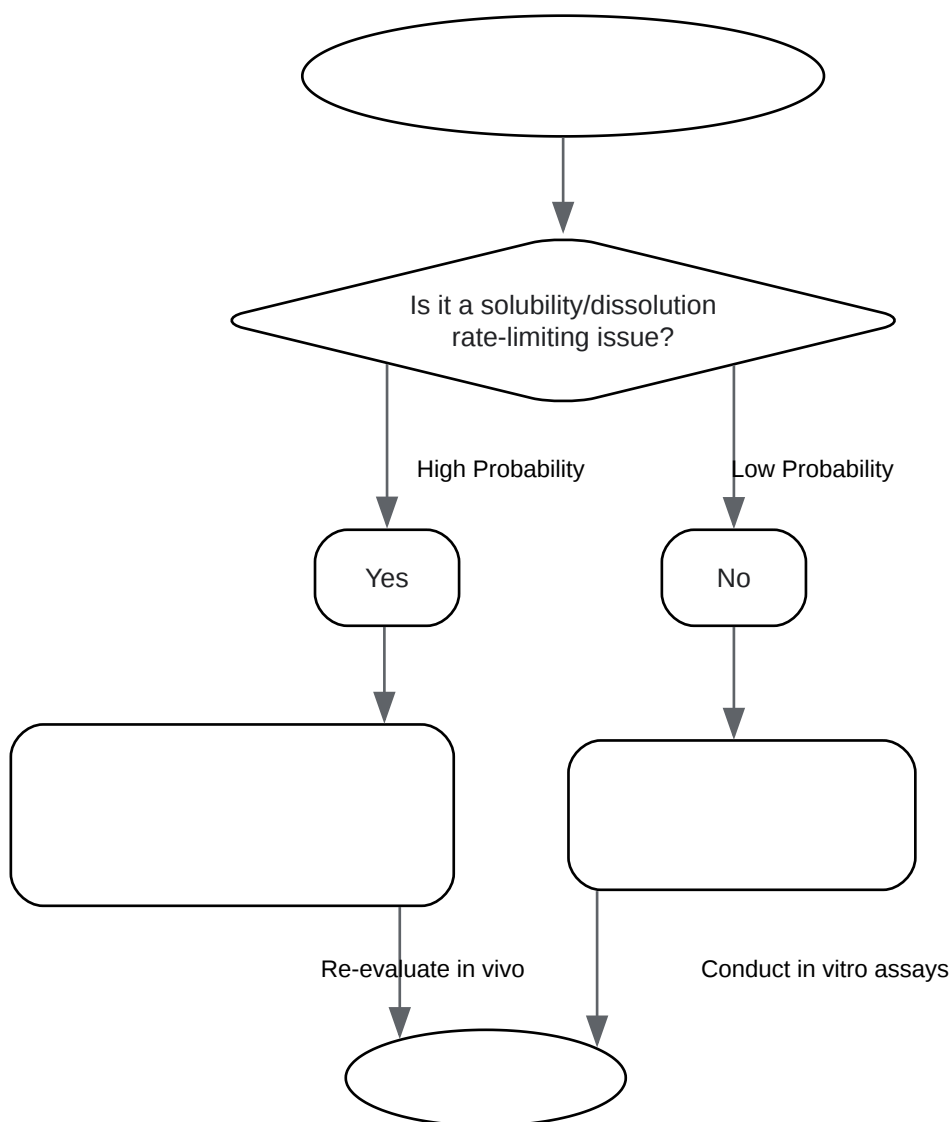 Is it a solubility/dissolution
rate-limiting issue?
High Probability
Low Probability
Yes
No
Re-evaluate in vivo
Conduct in vitro assays